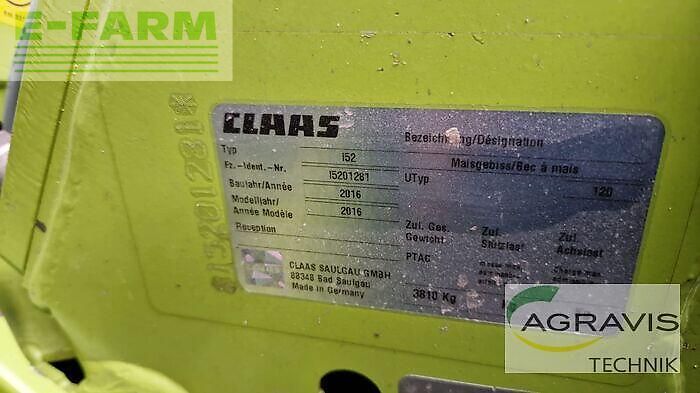 E-FARM
CLAAS
Bezeichnung/Désignation
Typ I52 Maisgebiss/Bec à mais
Fz.-Ident.-Nr. I5201281 UTyp 120
Baujahr/Année 2016
Modelljahr/
Année Modèle 2016
Reception
Zul. Ges. Gewicht
Zul. Stützlast
Zul. Achslast
PTAC
CLAAS SAULGAU GMBH
88348 Bad Saulgau
Made in Germany
3810 Kg
I5201281
AGRAVIS
TECHNIK